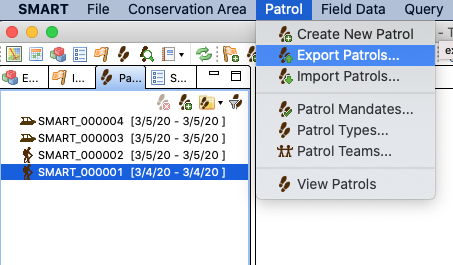 SMART File Conservation Area Patrol Field Data Query
Create New Patrol
Export Patrols...
Import Patrols...
Patrol Mandates...
Patrol Types...
Patrol Teams...
View Patrols
- T
ex
E... I... Pa... S...
SMART_000004 [3/5/20 - 3/5/20 ]
SMART_000003 [3/5/20 - 3/5/20 ]
SMART_000002 [3/5/20 - 3/5/20 ]
SMART_000001 [3/4/20 - 3/4/20 ]